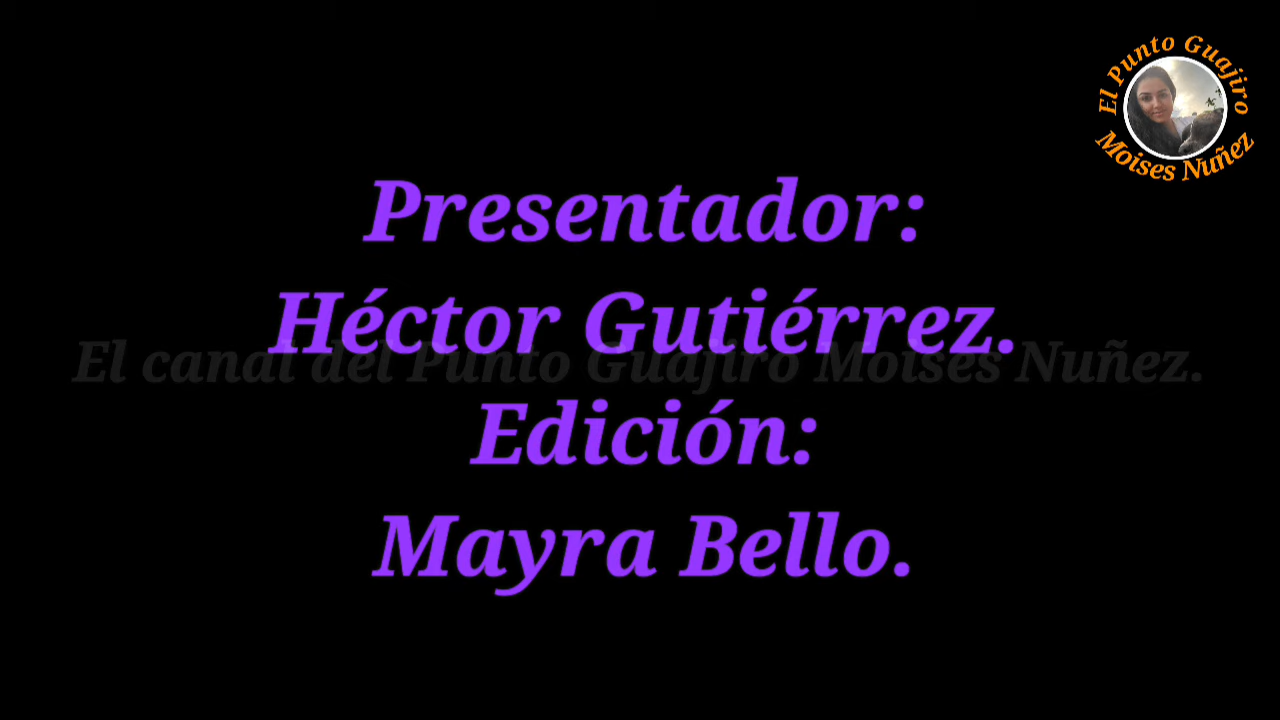 El Punto Guajiro
Moises Nuñez
Presentador:
Héctor Gutiérrez.
El canal del Punto Guajiro Moises Nuñez.
Edición:
Mayra Bello.